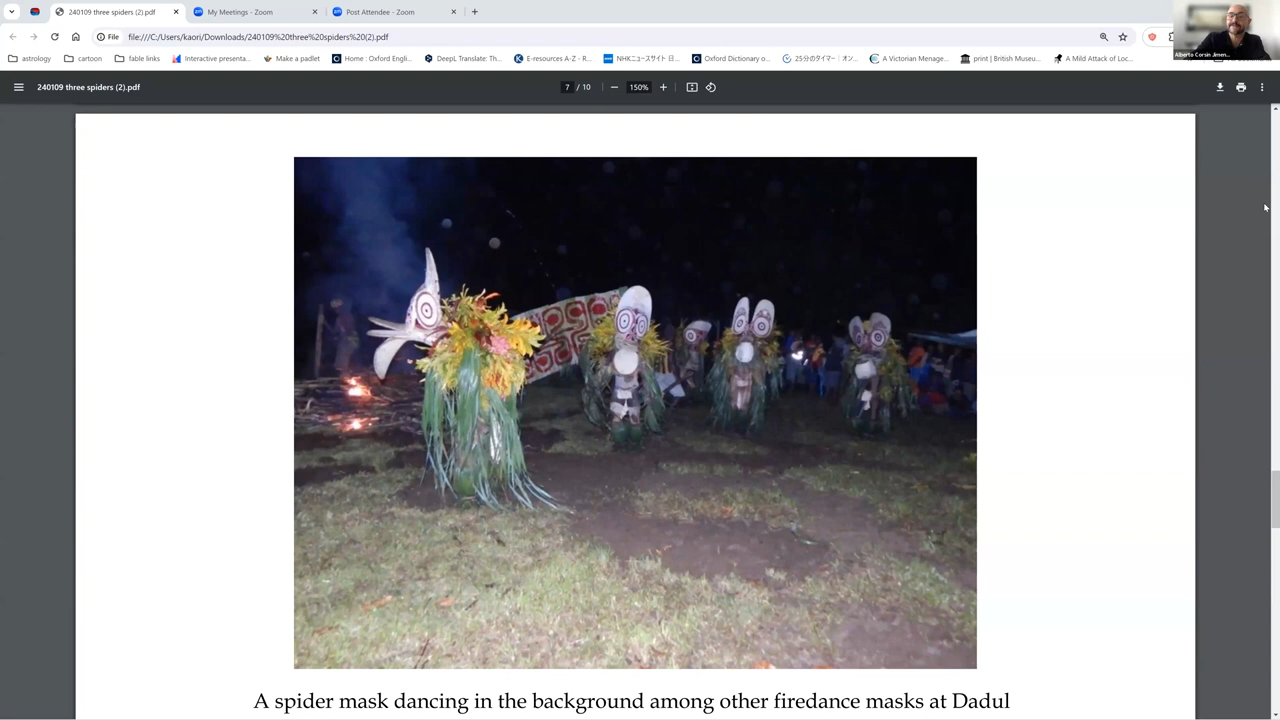 240109 three spiders (2).pdf
My Meetings - Zoom
Post Attendee - Zoom
File
file:///C:/Users/kaori/Downloads/240109%20three%20spiders%20(2).pdf
astrology
cartoon
fable links
Interactive presenta...
Make a padlet
Home : Oxford Engli...
DeepL Translate
E-resources A-Z - R...
NHKニュースサイト 日...
Oxford Dictionary o...
25分のタイマー｜オン...
A Victorian Menage...
print | British Museu...
A Mild Attack of Loc...
Alberto Corsin Jimen...
240109 three spiders (2).pdf
7 / 10
150%
A spider mask dancing in the background among other firedance masks at Dadul